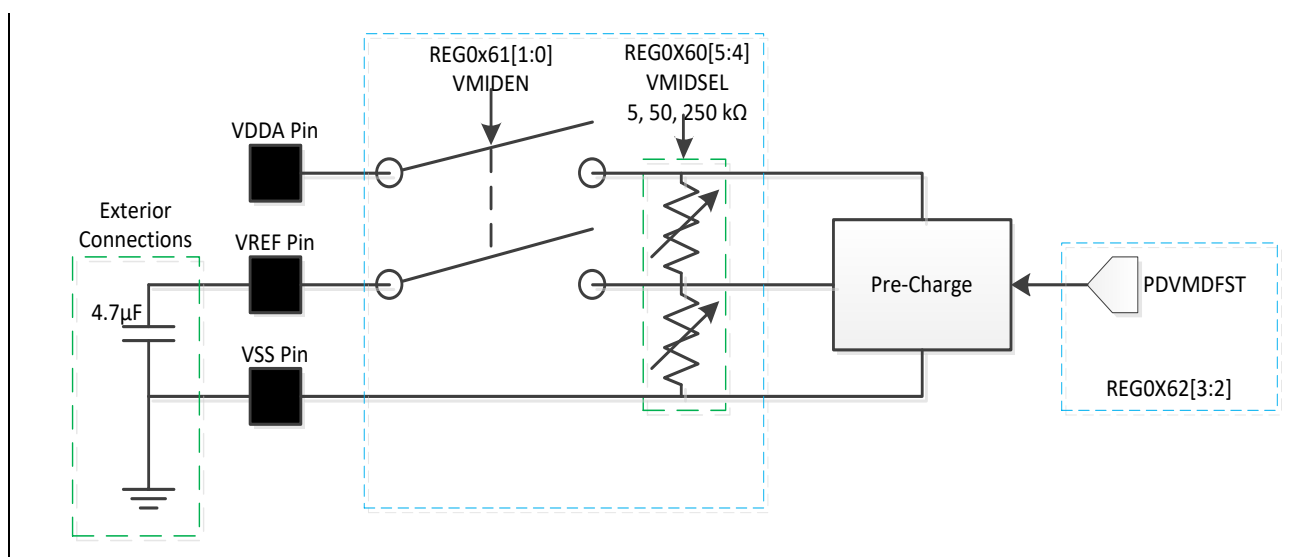 REG0x61[1:0]
VMIDEN
REG0X60[5:4]
VMIDSEL
5, 50, 250 kΩ
VDDA Pin
Exterior
Connections
VREF Pin
4.7µF
VSS Pin
Pre-Charge
PDVMDFST
REG0X62[3:2]